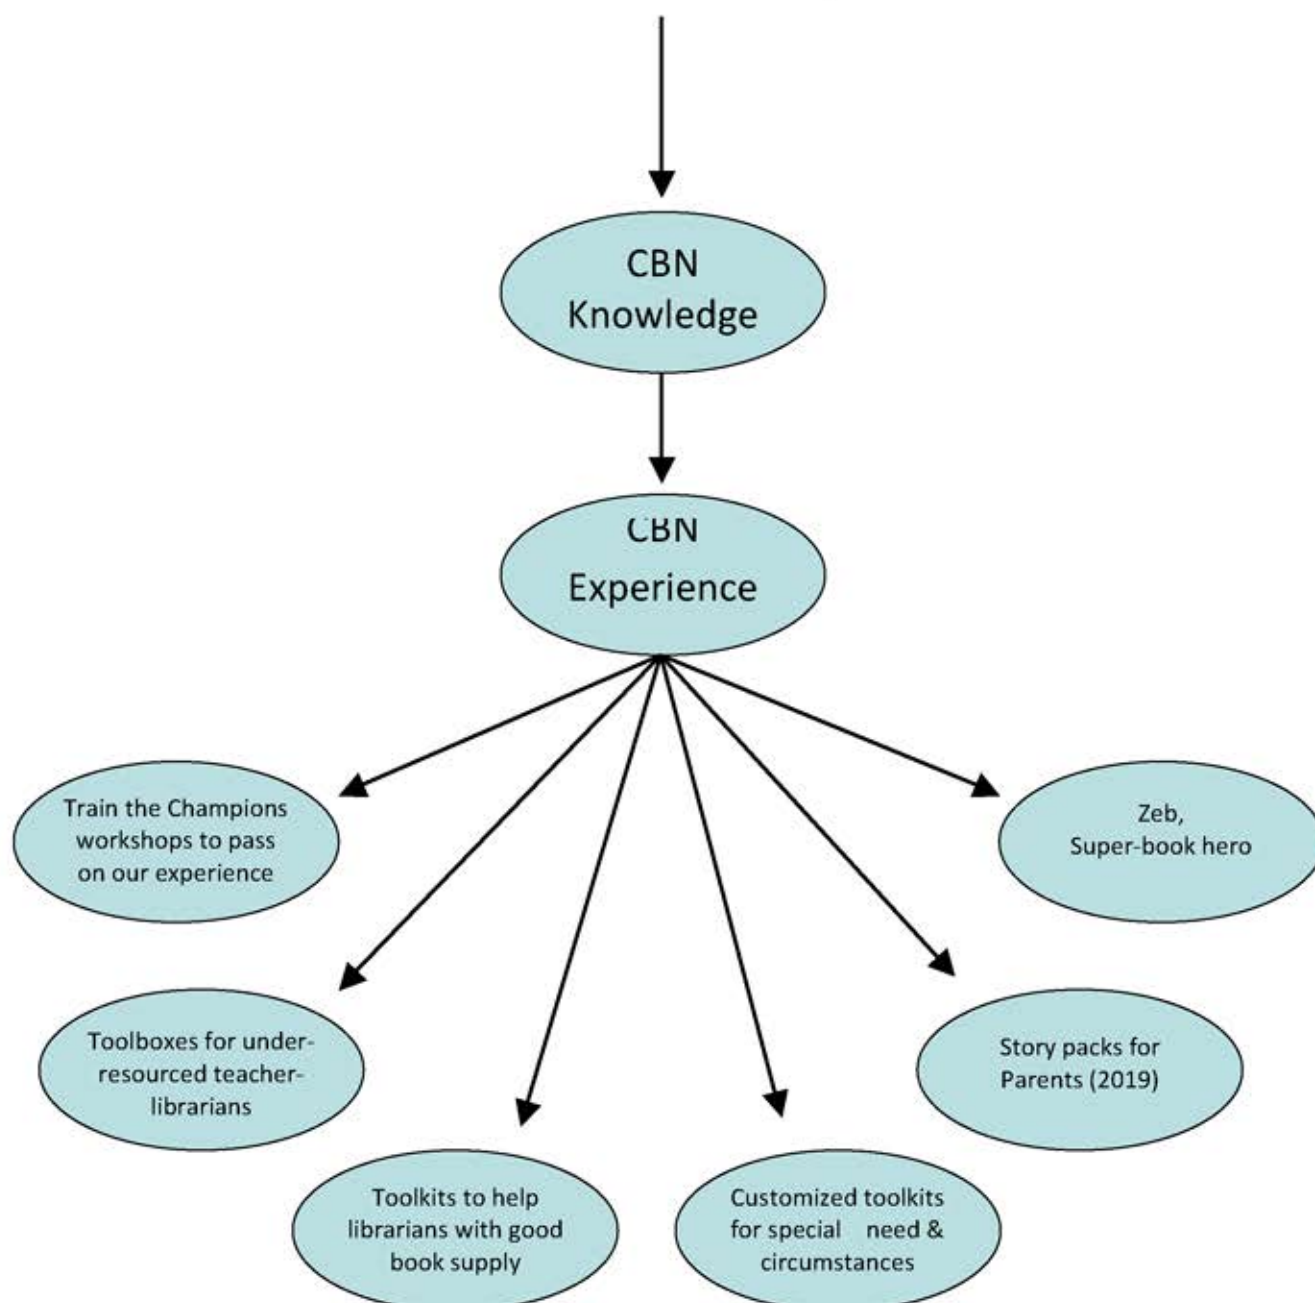 CBN
Knowledge
CBN
Experience
Train the Champions
workshops to pass
on our experience
Zeb,
Super-book hero
Toolboxes for under-
resourced teacher-
librarians
Story packs for
Parents (2019)
Toolkits to help
librarians with good
book supply
Customized toolkits
for special need &
circumstances